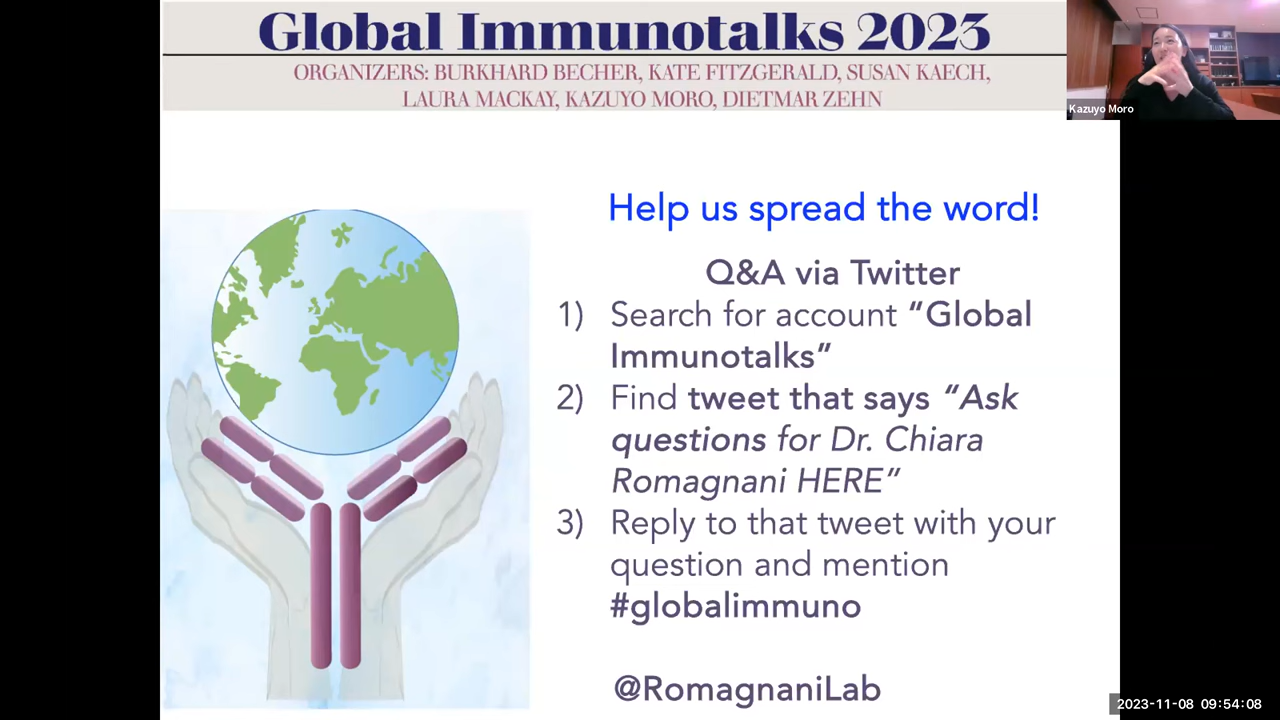 Global Immunotalks 2023
ORGANIZERS: BURKHARD BECHER, KATE FITZGERALD, SUSAN KAECH,
LAURA MACKAY, KAZUYO MORO, DIETMAR ZEHN
Kazuyo Moro
Help us spread the word!
Q&A via Twitter
1) Search for account “Global
Immunotalks”
2) Find tweet that says “Ask
questions for Dr. Chiara
Romagnani HERE”
3) Reply to that tweet with your
question and mention
#globalimmuno
@RomagnaniLab
2023-11-08 09:54:08